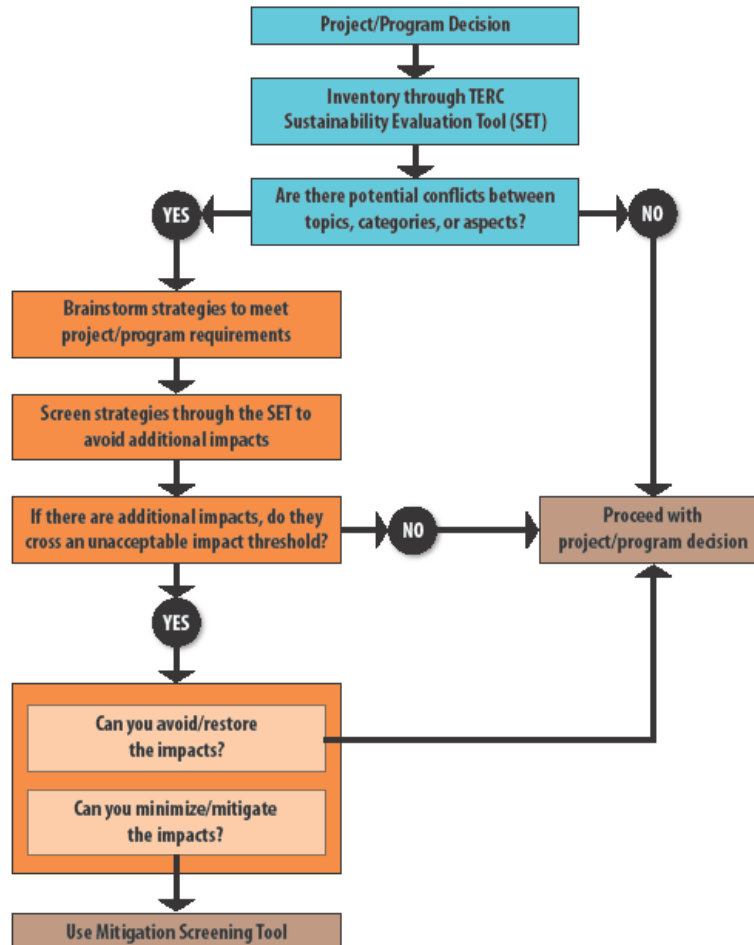 Project/Program Decision
Inventory through TERC
Sustainability Evaluation Tool (SET)
Are there potential conflicts between
topics, categories, or aspects?
YES
NO
Brainstorm strategies to meet
project/program requirements
Screen strategies through the SET to
avoid additional impacts
If there are additional impacts, do they
cross an unacceptable impact threshold?
NO
Proceed with
project/program decision
YES
Can you avoid/restore
the impacts?
Can you minimize/mitigate
the impacts?
Use Mitigation Screening Tool